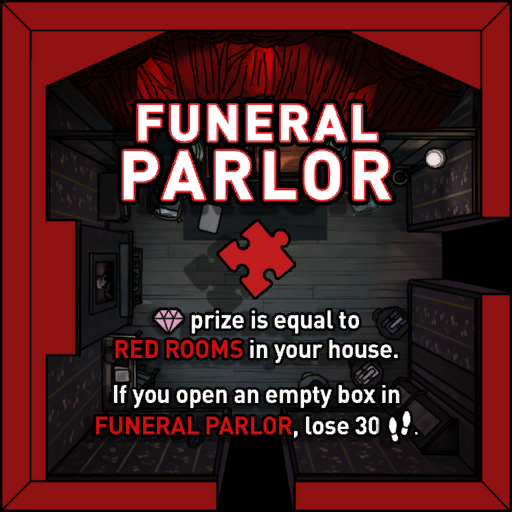 FUNERAL
PARLOR
prize is equal to
RED ROOMS in your house.
If you open an empty box in
FUNERAL PARLOR, lose 30 .